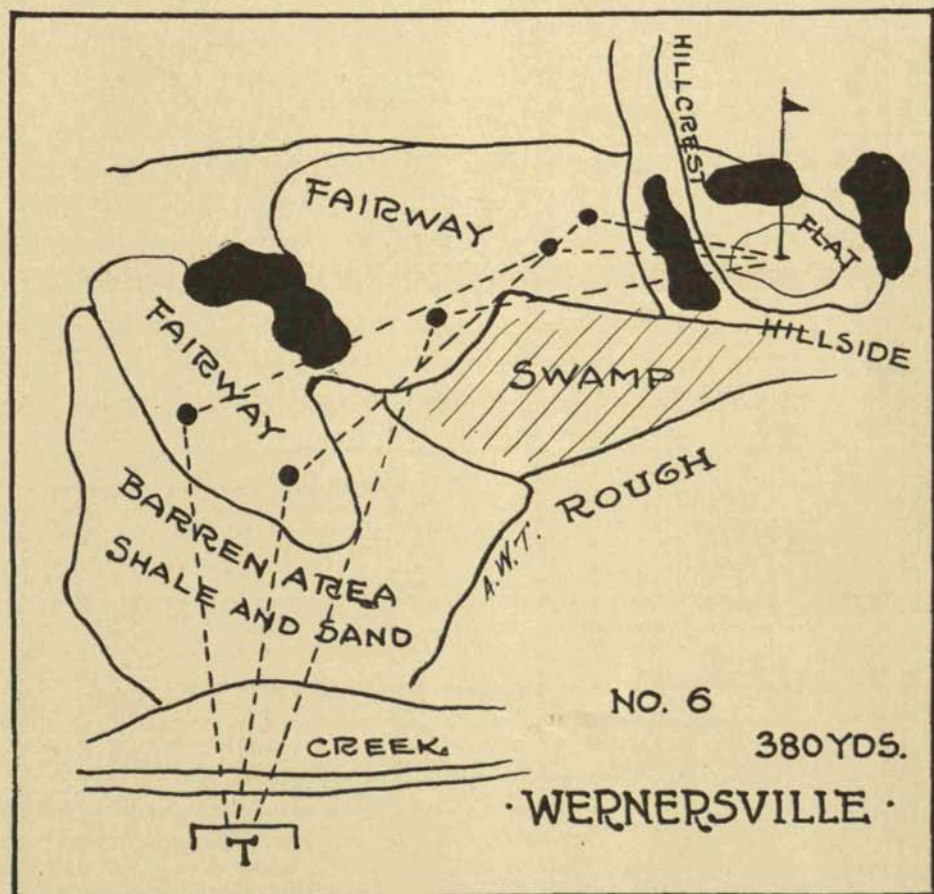 HILLCREST
FAIRWAY
FLAT
FAIRWAY
HILLSIDE
SWAMP
BARREN AREA
SHALE AND SAND
ROUGH
A.W.T.
NO. 6
CREEK.
380 YDS.
· WERNERSVILLE ·
T